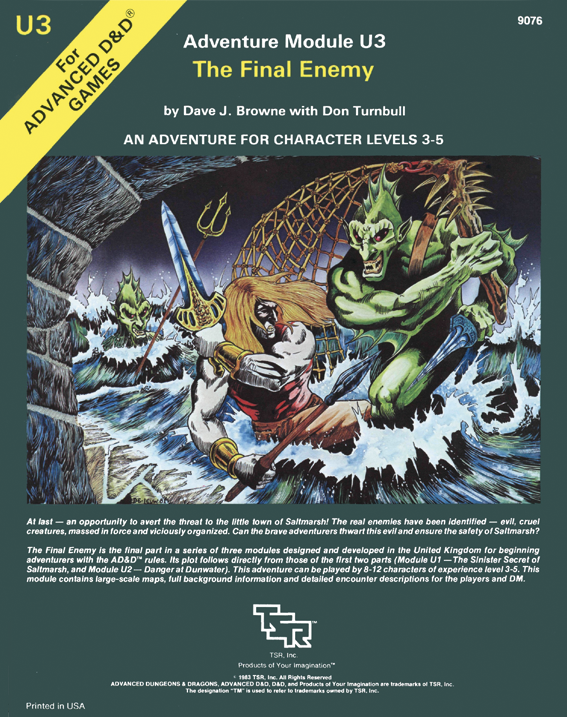 U3
9076
For
ADVANCED D&D®
GAMES
Adventure Module U3
The Final Enemy
by Dave J. Browne with Don Turnbull
AN ADVENTURE FOR CHARACTER LEVELS 3-5
At last — an opportunity to avert the threat to the little town of Saltmarsh! The real enemies have been identified — evil, cruel
creatures, massed in force and viciously organized. Can the brave adventurers thwart this evil and ensure the safety of Saltmarsh?
The Final Enemy is the final part in a series of three modules designed and developed in the United Kingdom for beginning
adventurers with the AD&D™ rules. Its plot follows directly from those of the first two parts (Module U1 —The Sinister Secret of
Saltmarsh, and Module U2 — Danger at Dunwater). This adventure can be played by 8-12 characters of experience level 3-5. This
module contains large-scale maps, full background information and detailed encounter descriptions for the players and DM.
TSR™
TSR, Inc.
Products of Your Imagination™
© 1983 TSR, Inc. All Rights Reserved
ADVANCED DUNGEONS & DRAGONS, ADVANCED D&D, D&D, and Products of Your Imagination are trademarks of TSR, Inc.
The designation "TM" is used to refer to trademarks owned by TSR, Inc.
Printed in USA